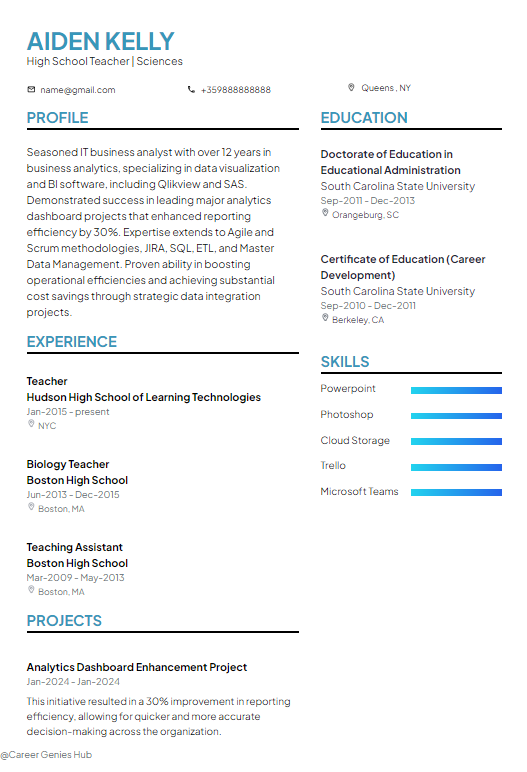 AIDEN KELLY
High School Teacher | Sciences
name@gmail.com
+359888888888
Queens , NY
PROFILE
Seasoned IT business analyst with over 12 years in
business analytics, specializing in data visualization
and BI software, including Qlikview and SAS.
Demonstrated success in leading major analytics
dashboard projects that enhanced reporting
efficiency by 30%. Expertise extends to Agile and
Scrum methodologies, JIRA, SQL, ETL, and Master
Data Management. Proven ability in boosting
operational efficiencies and achieving substantial
cost savings through strategic data integration
projects.
EXPERIENCE
Teacher
Hudson High School of Learning Technologies
Jan-2015 - present
NYC
Biology Teacher
Boston High School
Jun-2013 - Dec-2015
Boston, MA
Teaching Assistant
Boston High School
Mar-2009 - May-2013
Boston, MA
PROJECTS
Analytics Dashboard Enhancement Project
Jan-2024 - Jan-2024
This initiative resulted in a 30% improvement in reporting
efficiency, allowing for quicker and more accurate
decision-making across the organization.
EDUCATION
Doctorate of Education in
Educational Administration
South Carolina State University
Sep-2011 - Dec-2013
Orangeburg, SC
Certificate of Education (Career
Development)
South Carolina State University
Sep-2010 - Dec-2011
Berkeley, CA
SKILLS
Powerpoint
Photoshop
Cloud Storage
Trello
Microsoft Teams
@Career Genies Hub